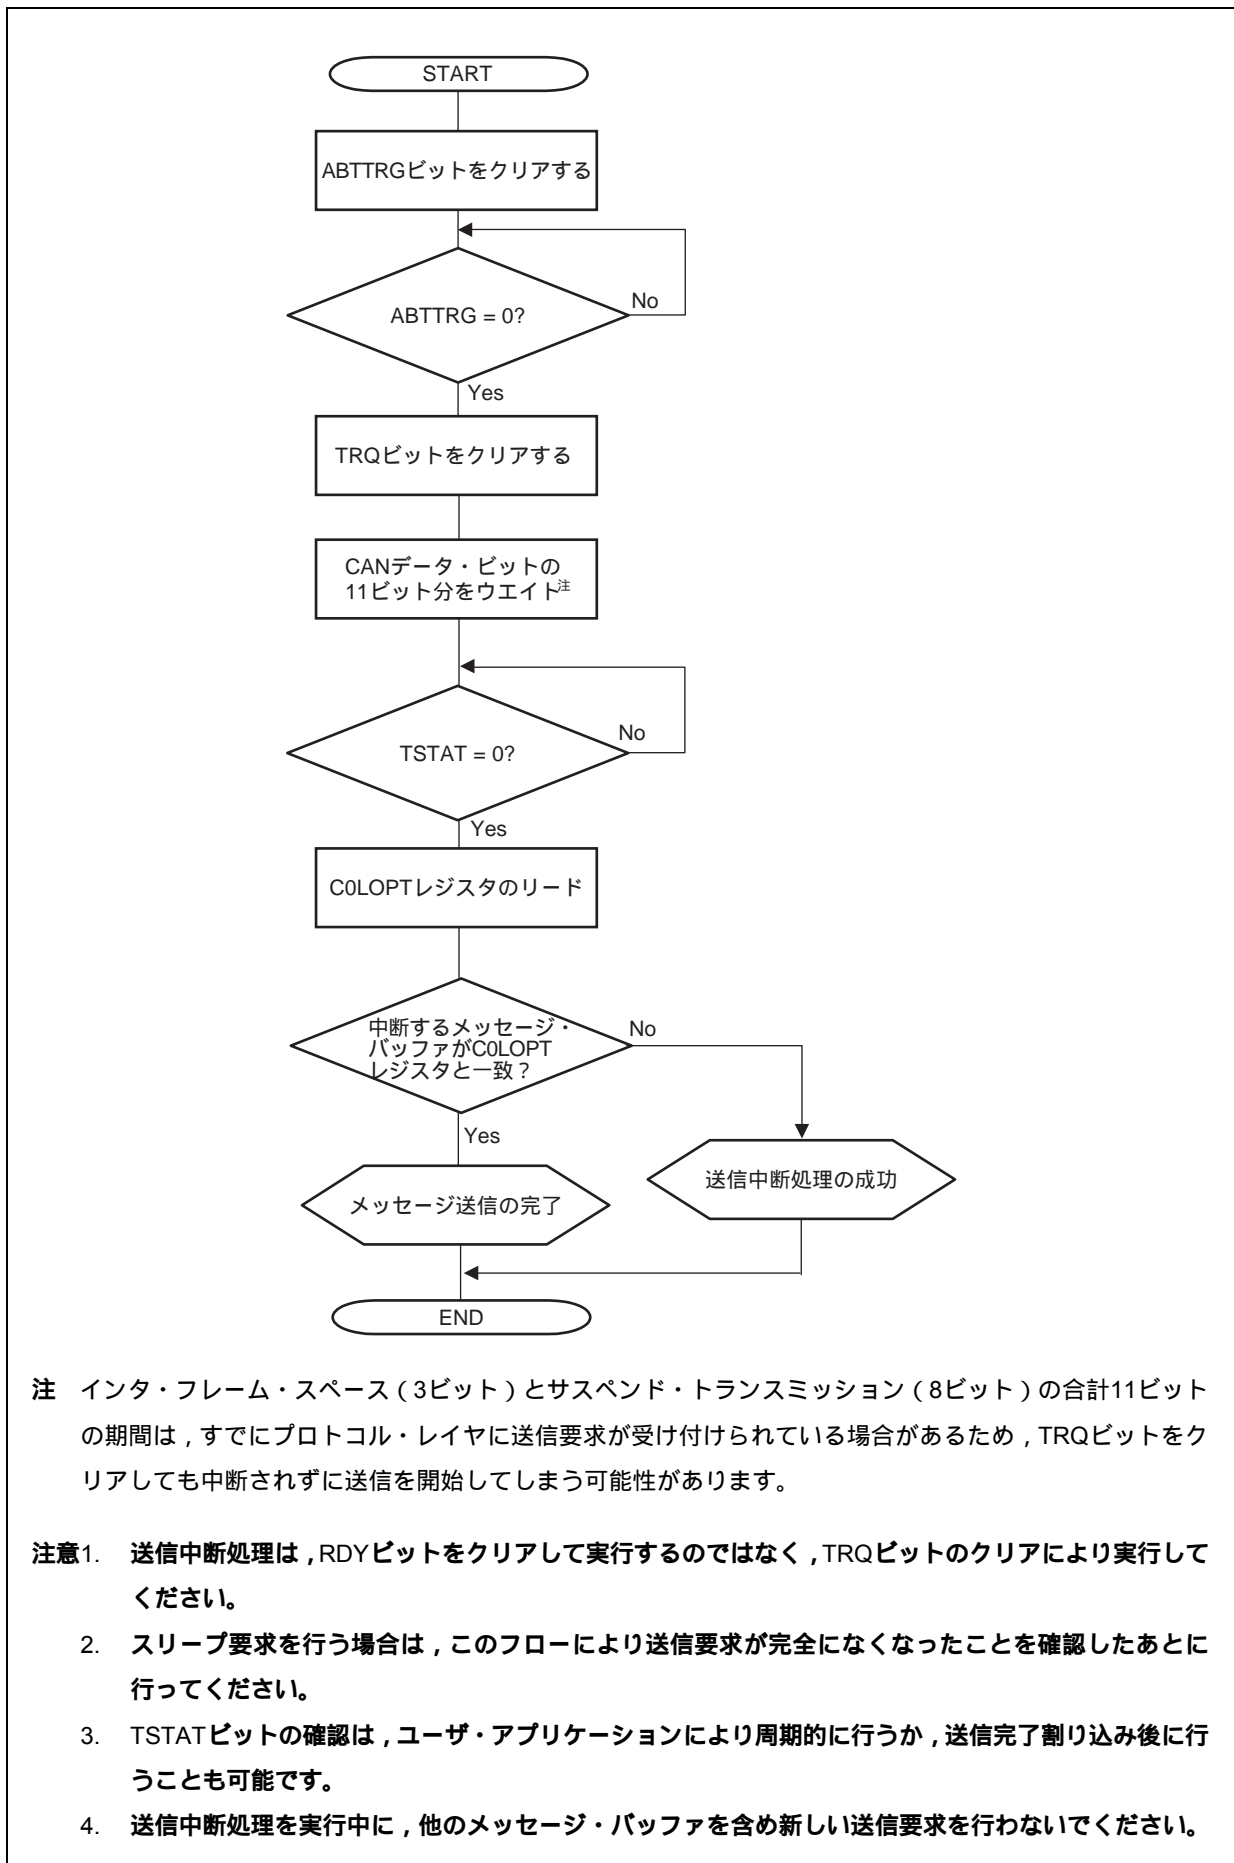 START
ABTTRGビットをクリアする
ABTTRG = 0?
No
Yes
TRQビットをクリアする
CANデータ・ビットの
11ビット分をウエイト注
TSTAT = 0?
No
Yes
C0LOPTレジスタのリード
中断するメッセージ・
バッファがC0LOPT
レジスタと一致？
No
Yes
送信中断処理の成功
メッセージ送信の完了
END
注 インタ・フレーム・スペース（3ビット）とサスペンド・トランスミッション（8ビット）の合計11ビット
の期間は，すでにプロトコル・レイヤに送信要求が受け付けられている場合があるため，TRQビットをク
リアしても中断されずに送信を開始してしまう可能性があります。
注意1. 送信中断処理は，RDYビットをクリアして実行するのではなく，TRQビットのクリアにより実行して
ください。
2. スリープ要求を行う場合は，このフローにより送信要求が完全になくなったことを確認したあとに
行ってください。
3. TSTATビットの確認は，ユーザ・アプリケーションにより周期的に行うか，送信完了割り込み後に行
うことも可能です。
4. 送信中断処理を実行中に，他のメッセージ・バッファを含め新しい送信要求を行わないでください。